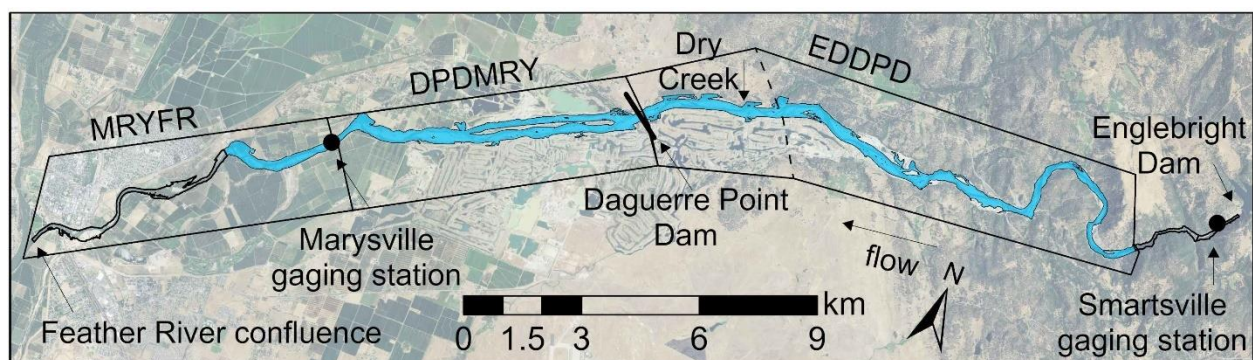 MRYFR
DPDMRY
Dry
Creek
EDDPD
Englebright
Dam
Daguerre Point
Dam
Marysville
gaging station
Feather River confluence
flow
N
Smartsville
gaging station
km
0 1.5 3 6 9